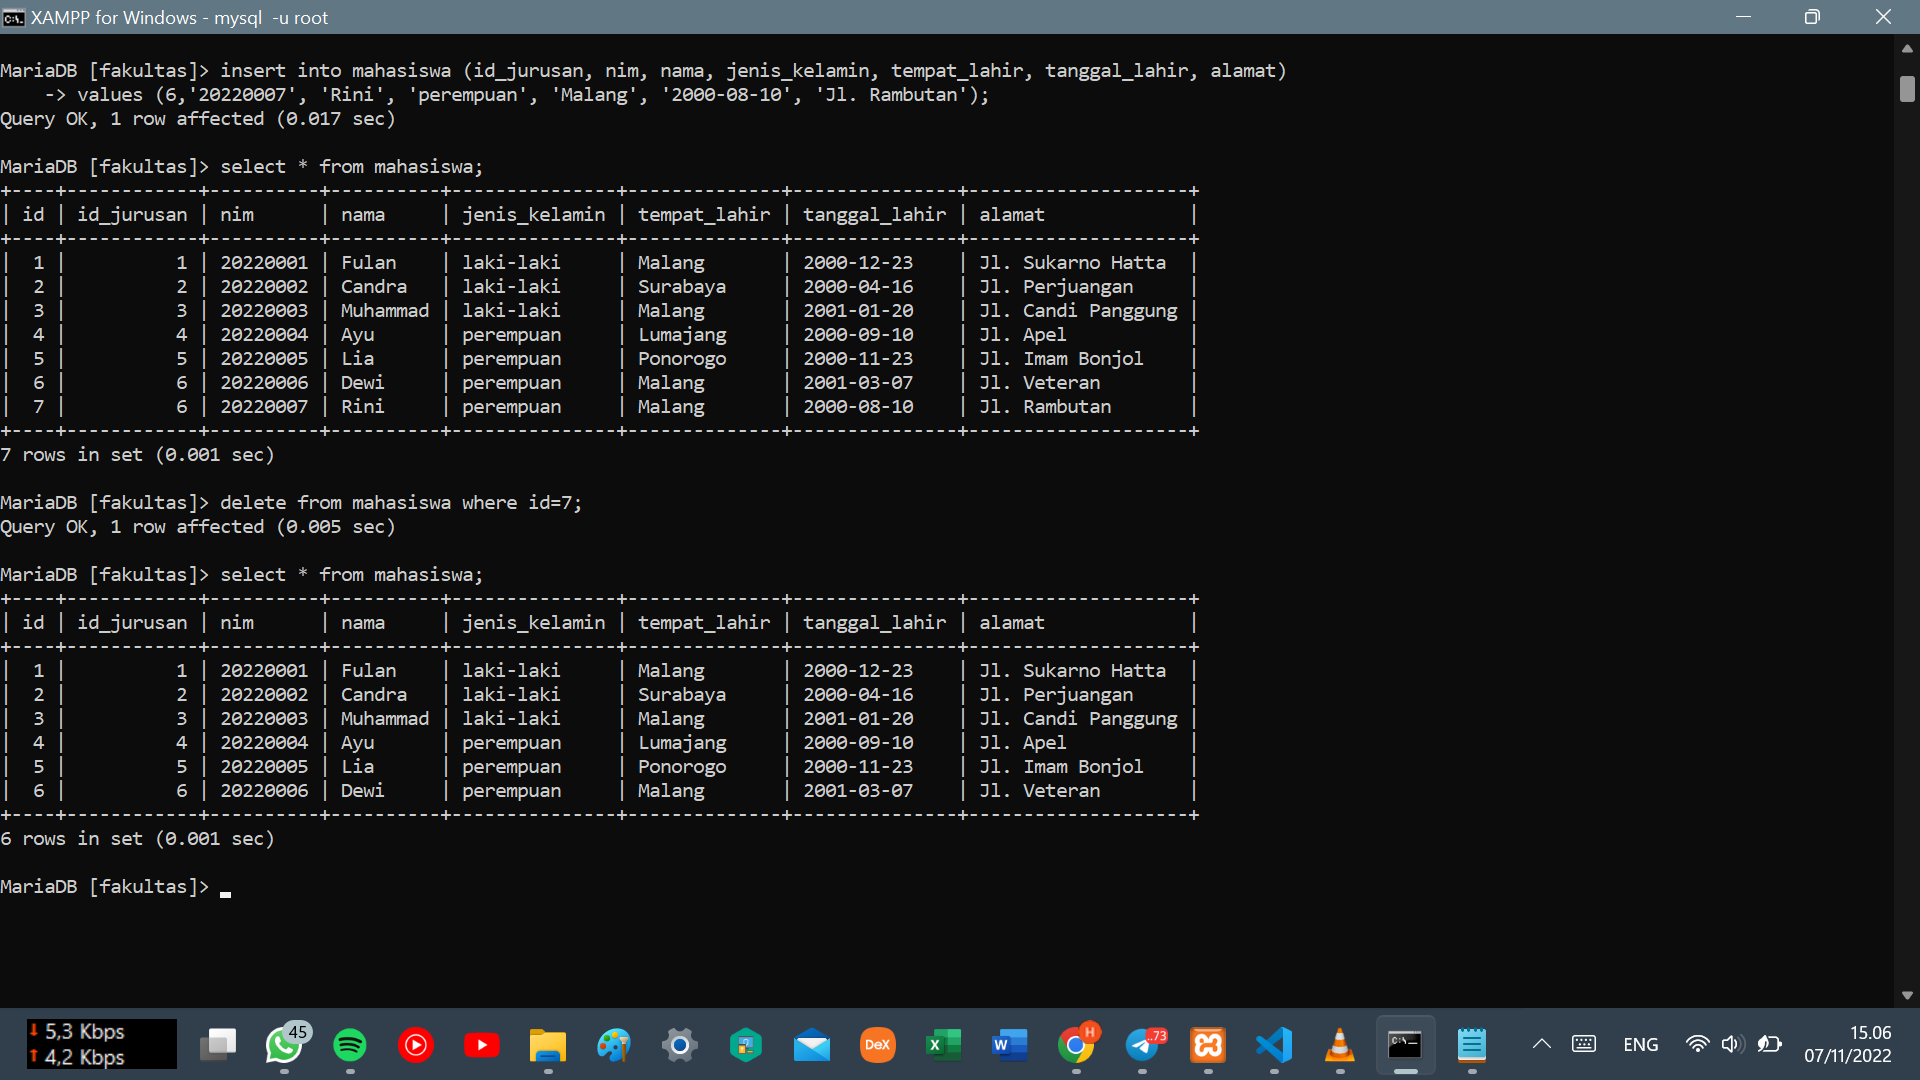 XAMPP for Windows - mysql  -u root
MariaDB [fakultas]> insert into mahasiswa (id_jurusan, nim, nama, jenis_kelamin, tempat_lahir, tanggal_lahir, alamat)
    -> values (6,'20220007', 'Rini', 'perempuan', 'Malang', '2000-08-10', 'Jl. Rambutan');
Query OK, 1 row affected (0.017 sec)
MariaDB [fakultas]> select * from mahasiswa;
+----+------------+----------+----------+---------------+--------------+---------------+--------------------+
| id | id_jurusan | nim      | nama     | jenis_kelamin | tempat_lahir | tanggal_lahir | alamat             |
+----+------------+----------+----------+---------------+--------------+---------------+--------------------+
|  1 |          1 | 20220001 | Fulan    | laki-laki     | Malang       | 2000-12-23    | Jl. Sukarno Hatta  |
|  2 |          2 | 20220002 | Candra   | laki-laki     | Surabaya     | 2000-04-16    | Jl. Perjuangan     |
|  3 |          3 | 20220003 | Muhammad | laki-laki     | Malang       | 2001-01-20    | Jl. Candi Panggung |
|  4 |          4 | 20220004 | Ayu      | perempuan     | Lumajang     | 2000-09-10    | Jl. Apel           |
|  5 |          5 | 20220005 | Lia      | perempuan     | Ponorogo     | 2000-11-23    | Jl. Imam Bonjol    |
|  6 |          6 | 20220006 | Dewi     | perempuan     | Malang       | 2001-03-07    | Jl. Veteran        |
|  7 |          6 | 20220007 | Rini     | perempuan     | Malang       | 2000-08-10    | Jl. Rambutan       |
+----+------------+----------+----------+---------------+--------------+---------------+--------------------+
7 rows in set (0.001 sec)
MariaDB [fakultas]> delete from mahasiswa where id=7;
Query OK, 1 row affected (0.005 sec)
MariaDB [fakultas]> select * from mahasiswa;
+----+------------+----------+----------+---------------+--------------+---------------+--------------------+
| id | id_jurusan | nim      | nama     | jenis_kelamin | tempat_lahir | tanggal_lahir | alamat             |
+----+------------+----------+----------+---------------+--------------+---------------+--------------------+
|  1 |          1 | 20220001 | Fulan    | laki-laki     | Malang       | 2000-12-23    | Jl. Sukarno Hatta  |
|  2 |          2 | 20220002 | Candra   | laki-laki     | Surabaya     | 2000-04-16    | Jl. Perjuangan     |
|  3 |          3 | 20220003 | Muhammad | laki-laki     | Malang       | 2001-01-20    | Jl. Candi Panggung |
|  4 |          4 | 20220004 | Ayu      | perempuan     | Lumajang     | 2000-09-10    | Jl. Apel           |
|  5 |          5 | 20220005 | Lia      | perempuan     | Ponorogo     | 2000-11-23    | Jl. Imam Bonjol    |
|  6 |          6 | 20220006 | Dewi     | perempuan     | Malang       | 2001-03-07    | Jl. Veteran        |
+----+------------+----------+----------+---------------+--------------+---------------+--------------------+
6 rows in set (0.001 sec)
MariaDB [fakultas]> _
↓ 5,3 Kbps
↑ 4,2 Kbps
45
DeX
X
W
H
..73
C:\_
ENG
15.06
07/11/2022